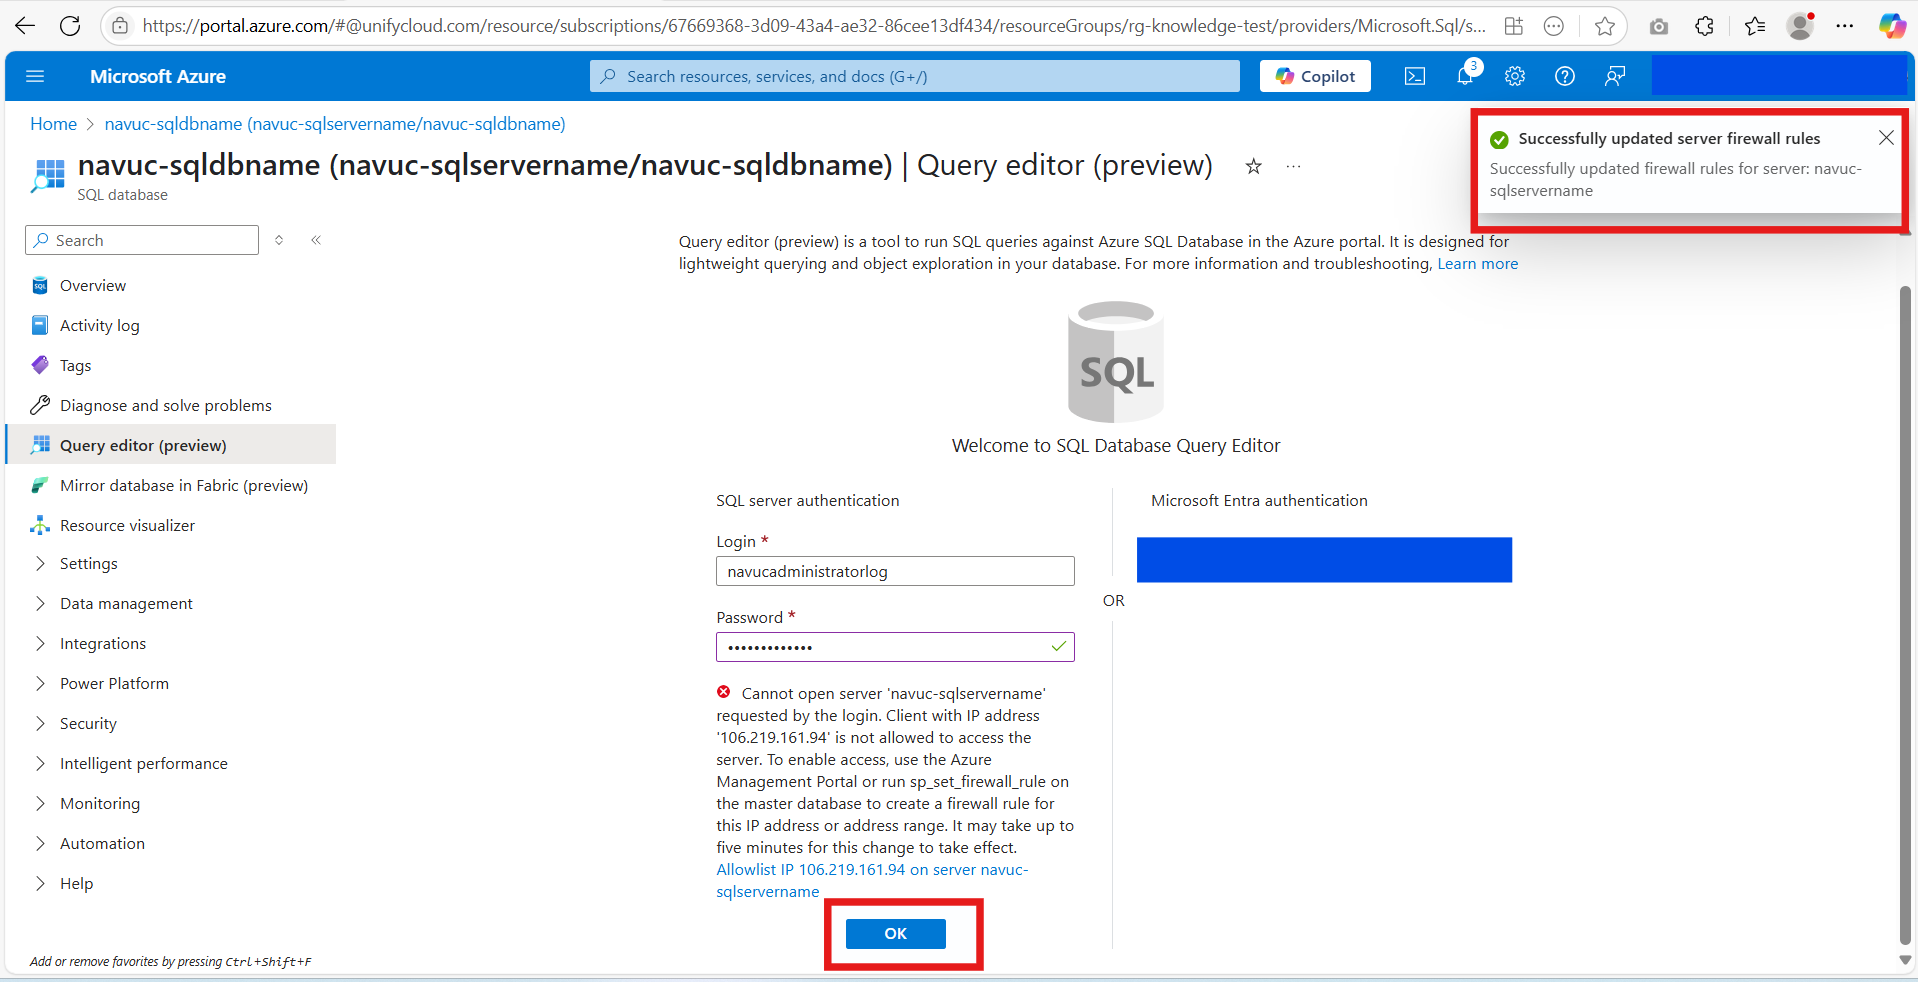 https://portal.azure.com/#@unifycloud.com/resource/subscriptions/67669368-3d09-43a4-ae32-86cee13df434/resourceGroups/rg-knowledge-test/providers/Microsoft.Sql/s...
Microsoft Azure
Search resources, services, and docs (G+/)
Copilot
3
Home > navuc-sqldbname (navuc-sqlservername/navuc-sqldbname)
navuc-sqldbname (navuc-sqlservername/navuc-sqldbname) | Query editor (preview)
SQL database
Successfully updated server firewall rules
Successfully updated firewall rules for server: navuc-
sqlservername
Search
Overview
Activity log
Tags
Diagnose and solve problems
Query editor (preview)
Mirror database in Fabric (preview)
Resource visualizer
Settings
Data management
Integrations
Power Platform
Security
Intelligent performance
Monitoring
Automation
Help
Add or remove favorites by pressing Ctrl+Shift+F
Query editor (preview) is a tool to run SQL queries against Azure SQL Database in the Azure portal. It is designed for
lightweight querying and object exploration in your database. For more information and troubleshooting, Learn more
SQL
Welcome to SQL Database Query Editor
SQL server authentication
Login *
navucadministratorlog
Password *
•••••••••••••
Cannot open server 'navuc-sqlservername'
requested by the login. Client with IP address
'106.219.161.94' is not allowed to access the
server. To enable access, use the Azure
Management Portal or run sp_set_firewall_rule on
the master database to create a firewall rule for
this IP address or address range. It may take up to
five minutes for this change to take effect.
Allowlist IP 106.219.161.94 on server navuc-
sqlservername
OK
OR
Microsoft Entra authentication